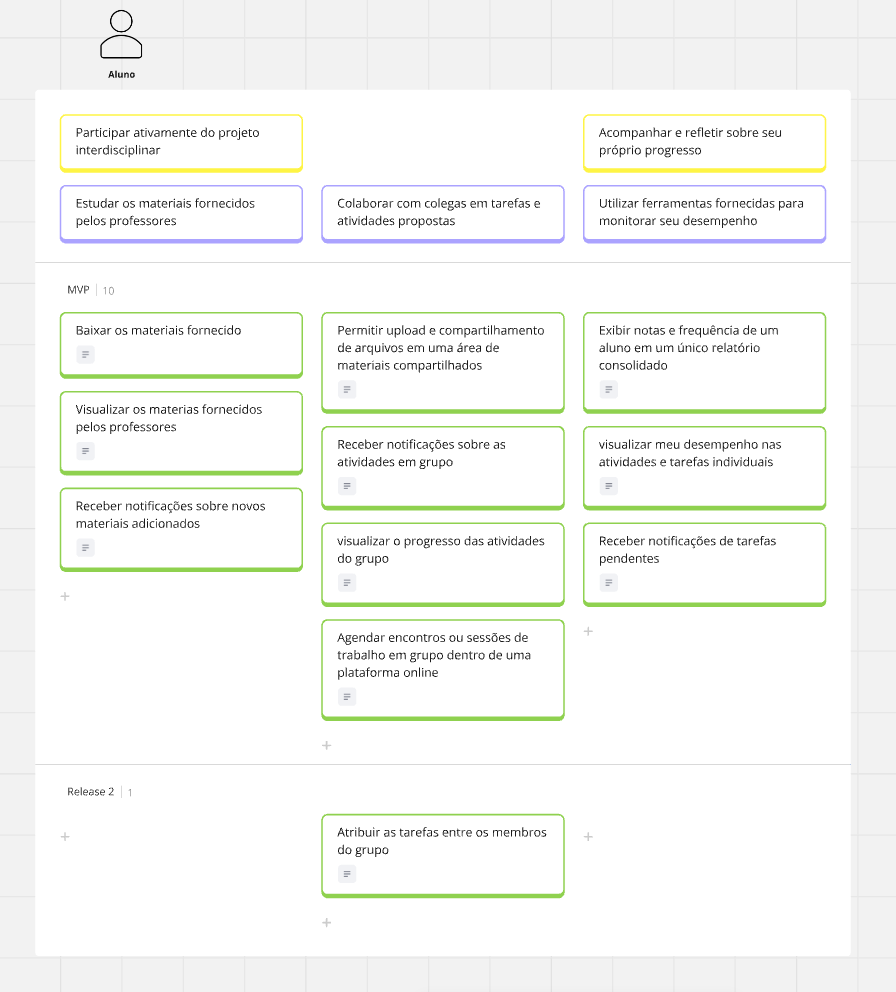 Aluno
Participar ativamente do projeto
interdisciplinar
Acompanhar e refletir sobre seu
próprio progresso
Estudar os materiais fornecidos
pelos professores
Colaborar com colegas em tarefas e
atividades propostas
Utilizar ferramentas fornecidas para
monitorar seu desempenho
MVP 10
Baixar os materiais fornecido
Visualizar os materias fornecidos
pelos professores
Receber notificações sobre novos
materiais adicionados
Permitir upload e compartilhamento
de arquivos em uma área de
materiais compartilhados
Receber notificações sobre as
atividades em grupo
visualizar o progresso das atividades
do grupo
Agendar encontros ou sessões de
trabalho em grupo dentro de uma
plataforma online
Exibir notas e frequência de um
aluno em um único relatório
consolidado
visualizar meu desempenho nas
atividades e tarefas individuais
Receber notificações de tarefas
pendentes
Release 2 1
Atribuir as tarefas entre os membros
do grupo